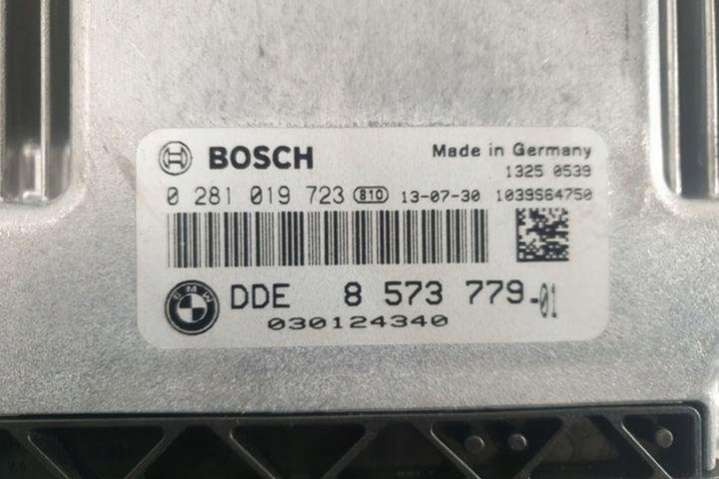 BOSCH
Made in Germany
1325 0539
0 281 019 723 810 13-07-30 1039S64750
BMW
DDE 8 573 779-01
030124340